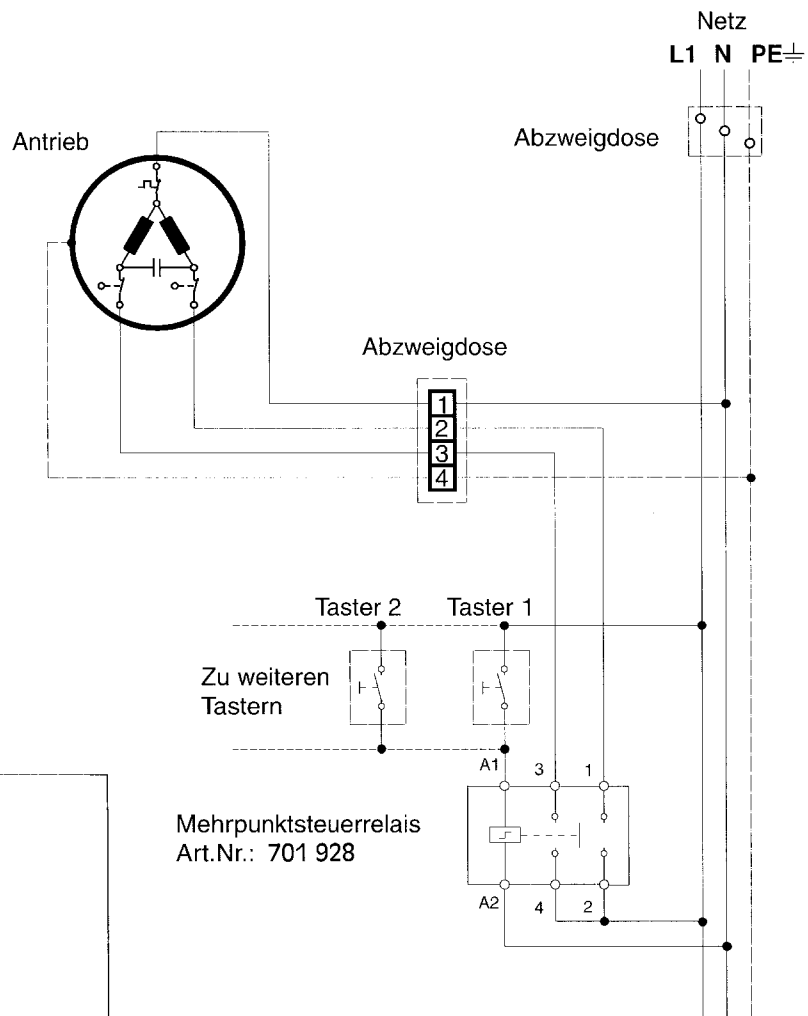 Netz
L1 N PE
Antrieb
Abzweigdose
Abzweigdose
1
2
3
4
Taster 2 Taster 1
Zu weiteren
Tastern
A1 3 1
Mehrpunktsteuerrelais
Art.Nr.: 701 928
A2 4 2